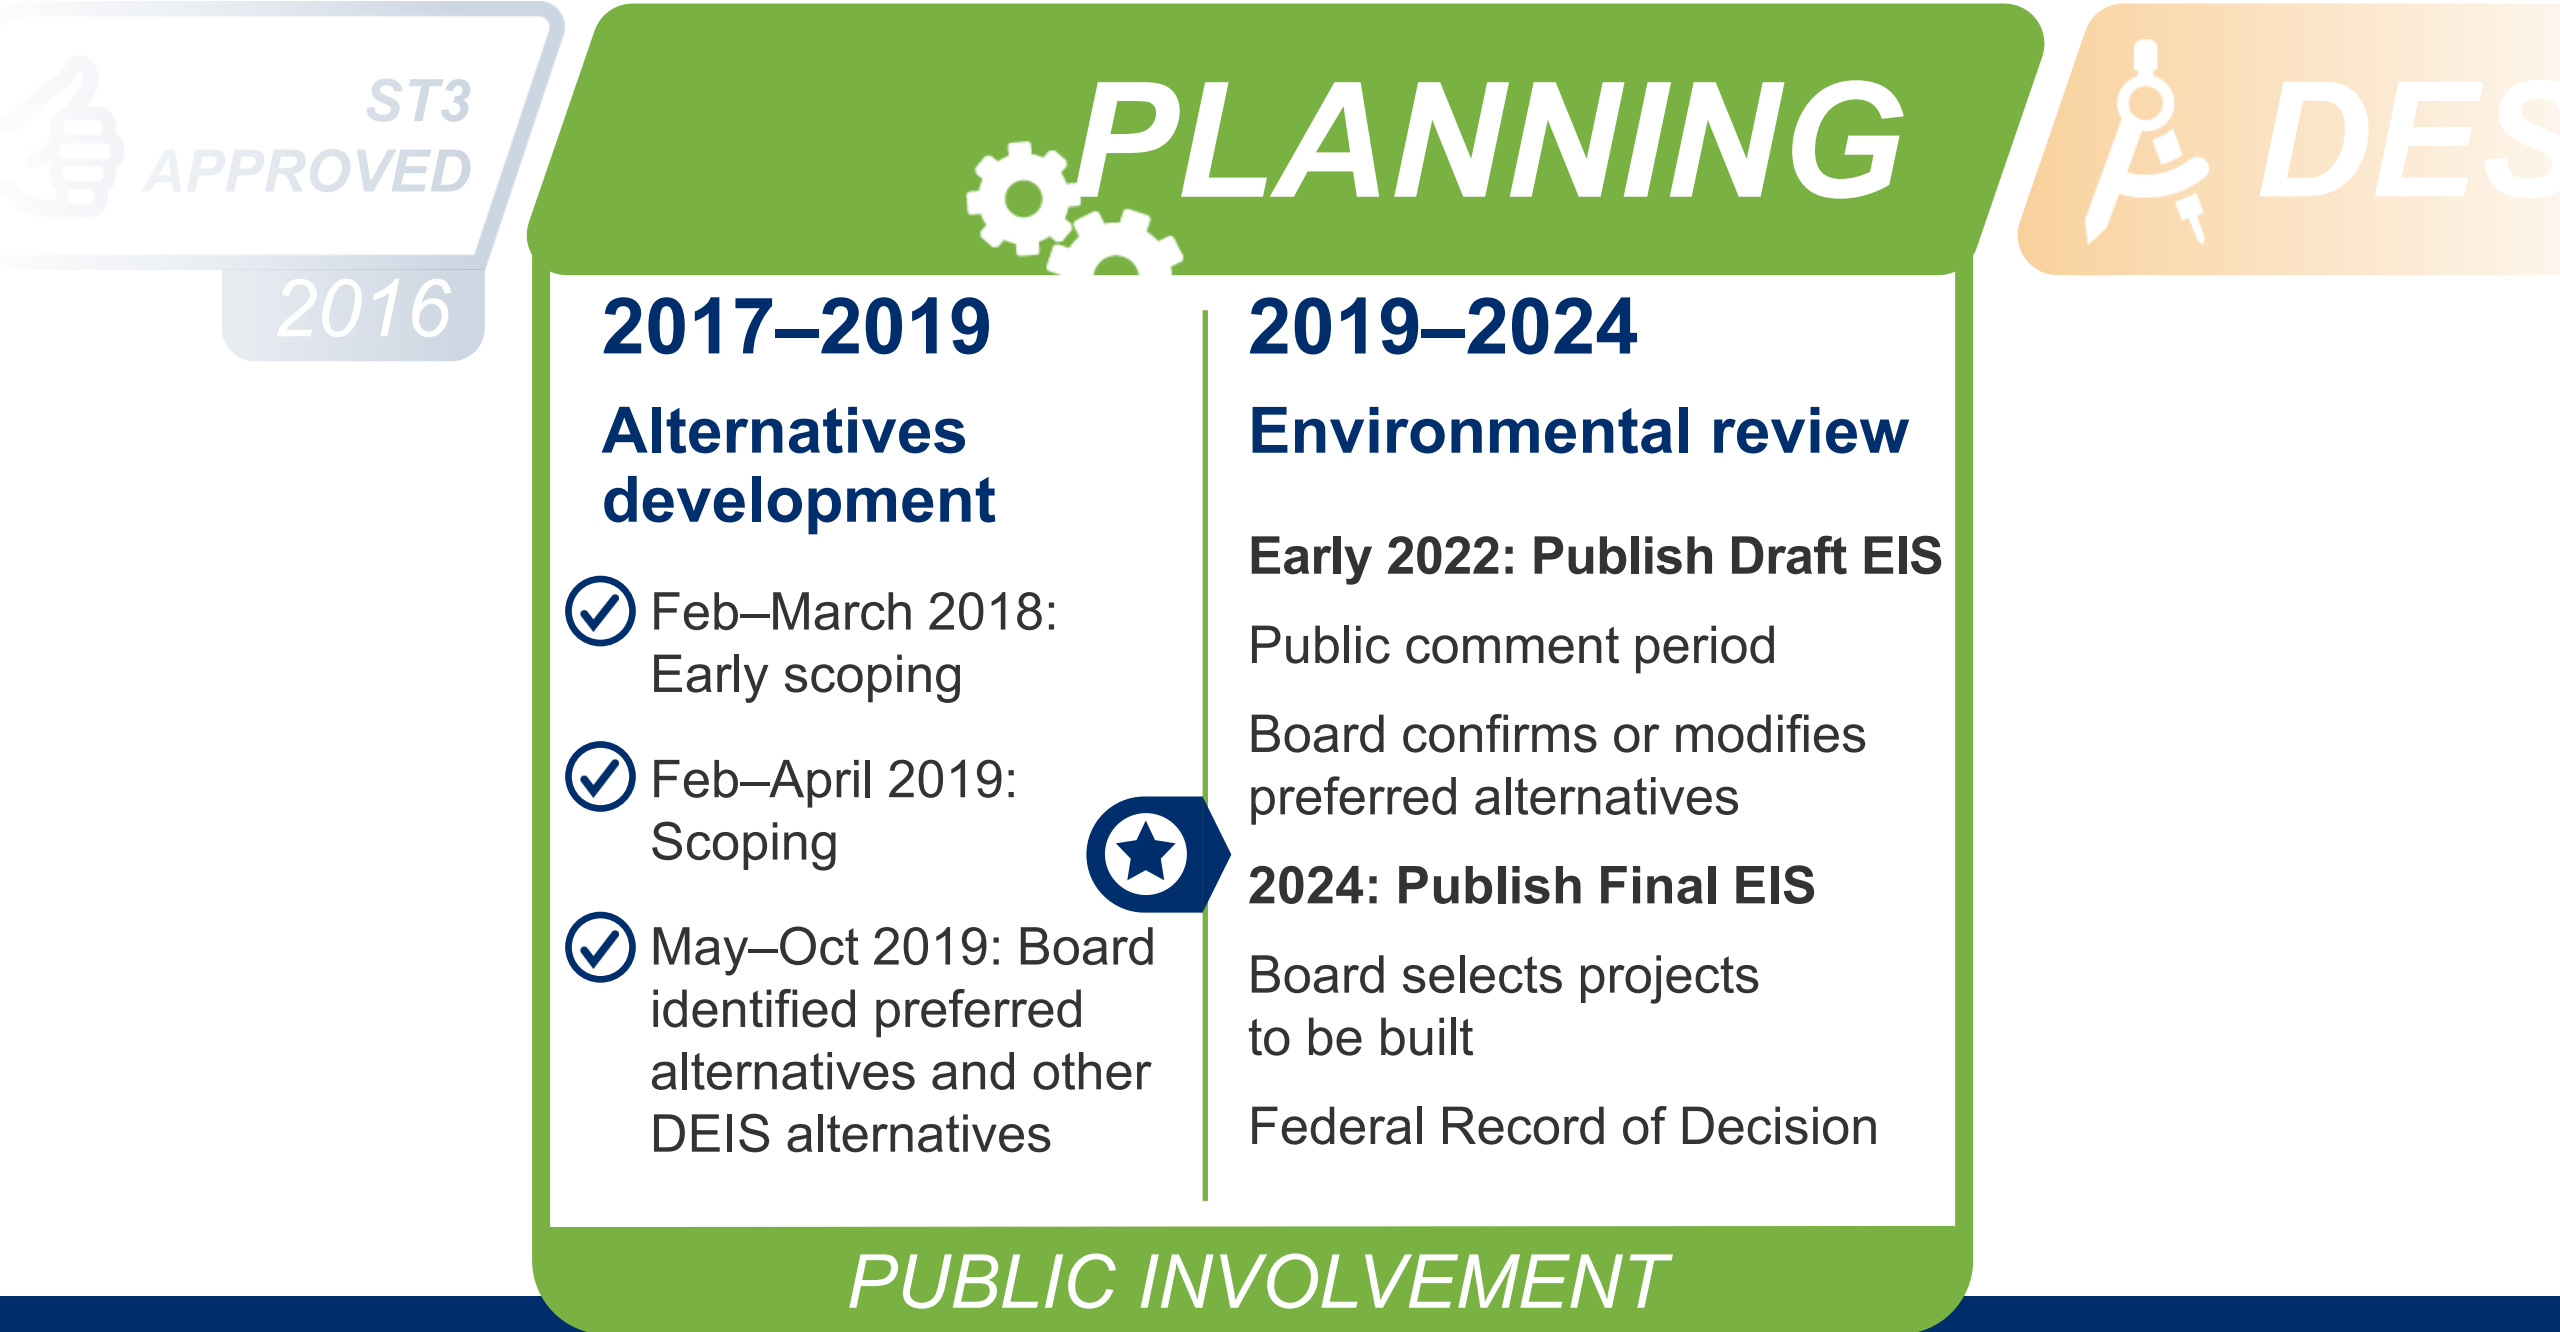 ST3
APPROVED
2016
PLANNING
2017–2019
Alternatives
development
Feb–March 2018:
Early scoping
Feb–April 2019:
Scoping
May–Oct 2019: Board
identified preferred
alternatives and other
DEIS alternatives
2019–2024
Environmental review
Early 2022: Publish Draft EIS
Public comment period
Board confirms or modifies
preferred alternatives
2024: Publish Final EIS
Board selects projects
to be built
Federal Record of Decision
PUBLIC INVOLVEMENT
DES